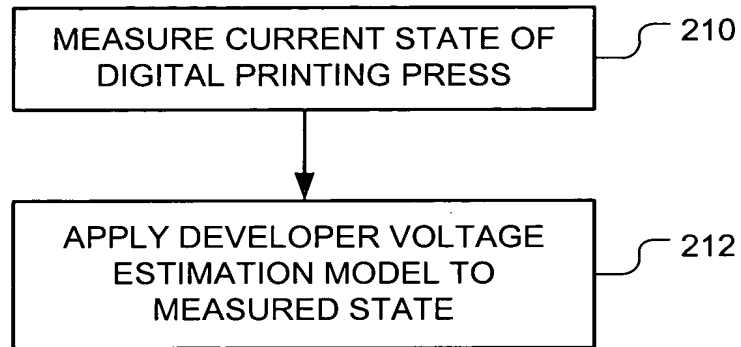 MEASURE CURRENT STATE OF
DIGITAL PRINTING PRESS
210
APPLY DEVELOPER VOLTAGE
ESTIMATION MODEL TO
MEASURED STATE
212